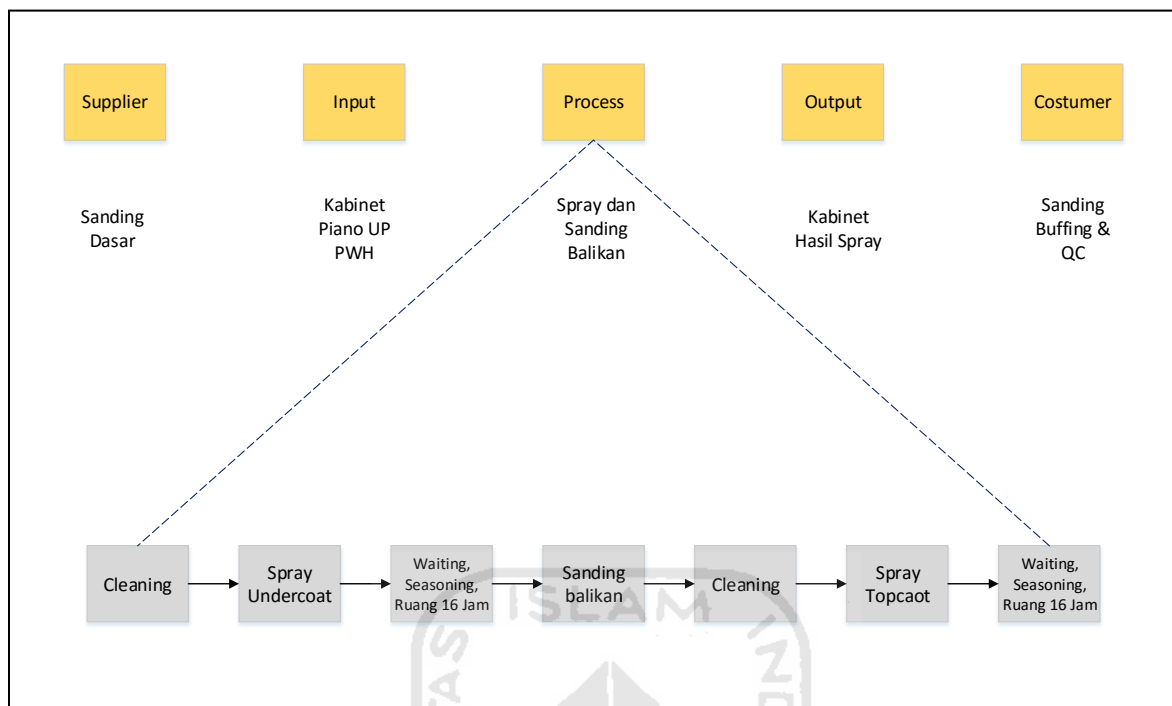 Supplier
Input
Process
Output
Costumer
Sanding
Dasar
Kabinet
Piano UP
PWH
Spray dan
Sanding
Balikan
Kabinet
Hasil Spray
Sanding
Buffing &
QC
Cleaning
Spray
Undercoat
Waiting,
Seasoning,
Ruang 16 Jam
Sanding
balikan
Cleaning
Spray
Topcaot
Waiting,
Seasoning,
Ruang 16 Jam
ISLAM